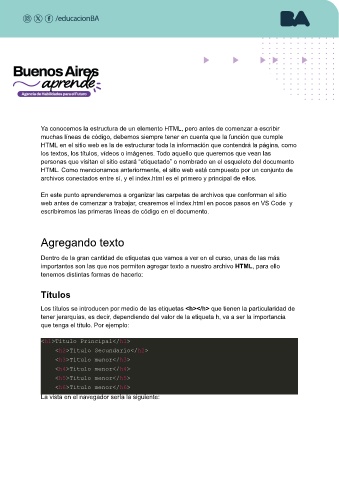 /educacionBA
BA
Buenos Aires
aprende
Agencia de Habilidades para el Futuro
Ya conocemos la estructura de un elemento HTML, pero antes de comenzar a escribir
muchas líneas de código, debemos siempre tener en cuenta que la función que cumple
HTML en el sitio web es la de estructurar toda la información que contendrá la página, como
los textos, los títulos, videos o imágenes. Todo aquello que queremos que vean las
personas que visitan el sitio estará “etiquetado” o nombrado en el esqueleto del documento
HTML. Como mencionamos anteriormente, el sitio web está compuesto por un conjunto de
archivos conectados entre sí, y el index.html es el primero y principal de ellos.
En este punto aprenderemos a organizar las carpetas de archivos que conforman el sitio
web antes de comenzar a trabajar, crearemos el index.html en pocos pasos en VS Code y
escribiremos las primeras líneas de código en el documento.
Agregando texto
Dentro de la gran cantidad de etiquetas que vamos a ver en el curso, unas de las más
importantes son las que nos permiten agregar texto a nuestro archivo HTML, para ello
tenemos distintas formas de hacerlo:
Títulos
Los títulos se introducen por medio de las etiquetas <h></h> que tienen la particularidad de
tener jerarquías, es decir, dependiendo del valor de la etiqueta h, va a ser la importancia
que tenga el título. Por ejemplo:
<h1>Título Principal</h1>
<h2>Título Secundario</h2>
<h3>Título menor</h3>
<h4>Título menor</h4>
<h5>Título menor</h5>
<h6>Título menor</h6>
La vista en el navegador sería la siguiente: